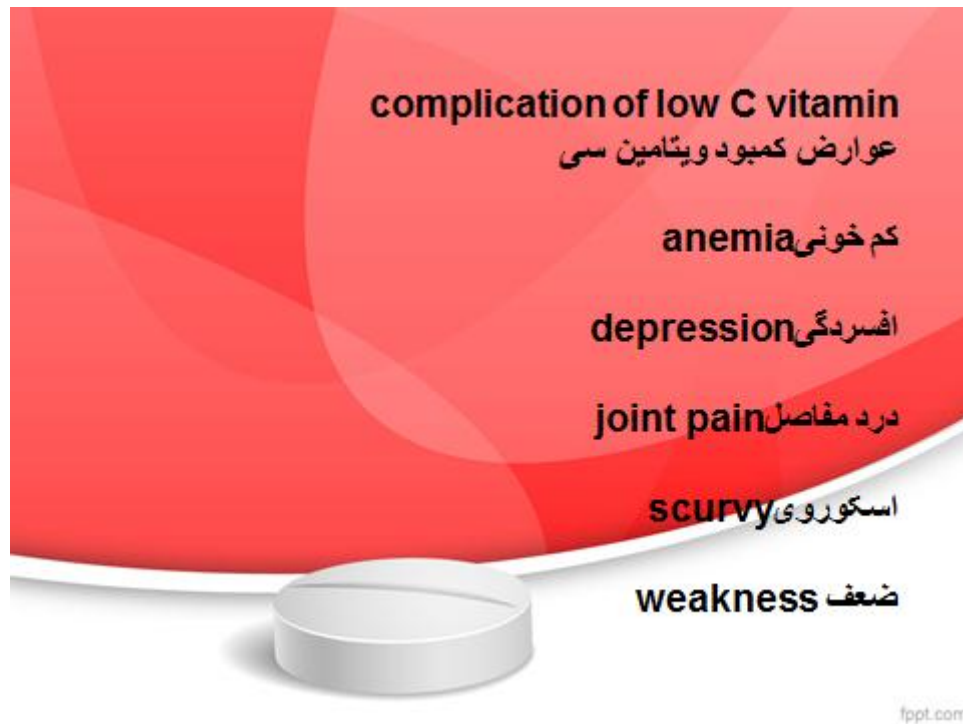 complication of low C vitamin
عوارض کمبود ویتامین سی
کم خونیanemia
افسردگیdepression
درد مفاصلjoint pain
اسکورویscurvy
ضعف weakness
fppt.com